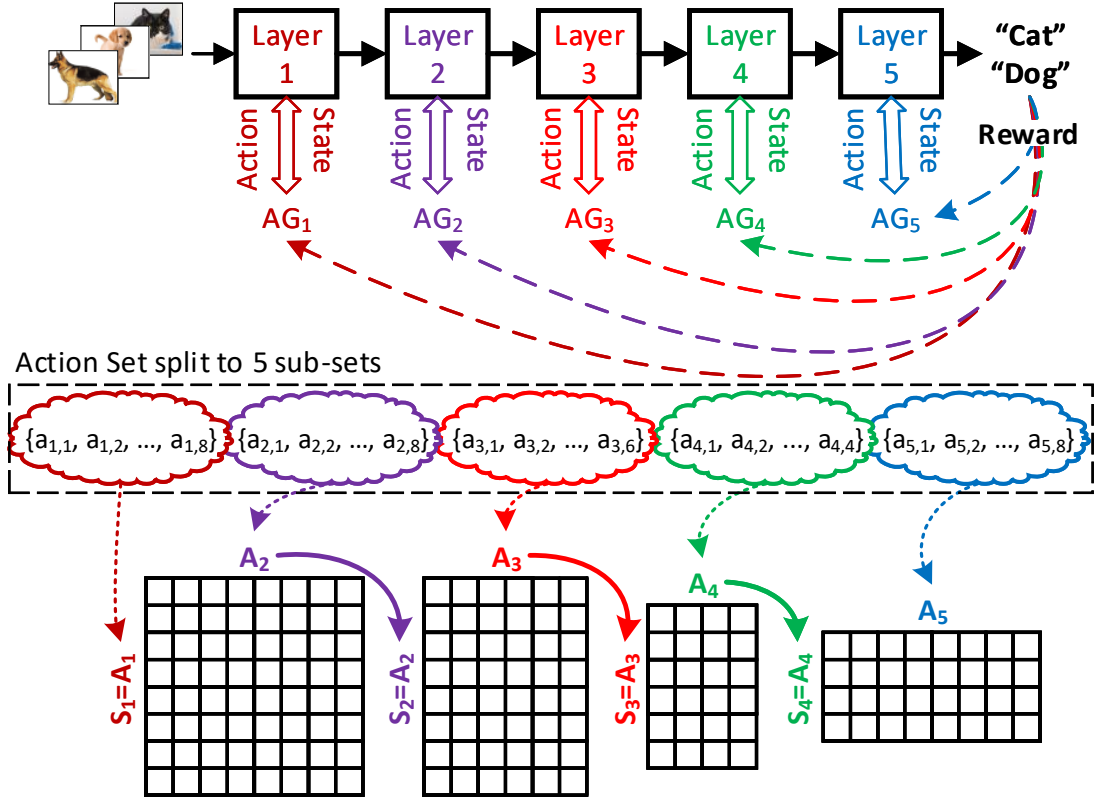 Layer 1
Layer 2
Layer 3
Layer 4
Layer 5
“Cat”
“Dog”
Reward
Action State
Action State
Action State
Action State
Action State
AG1
AG2
AG3
AG4
AG5
Action Set split to 5 sub-sets
{a1,1, a1,2, ..., a1,8}
{a2,1, a2,2, ..., a2,8}
{a3,1, a3,2, ..., a3,6}
{a4,1, a4,2, ..., a4,4}
{a5,1, a5,2, ..., a5,8}
A2
A3
A4
A5
S1=A1
S2=A2
S3=A3
S4=A4